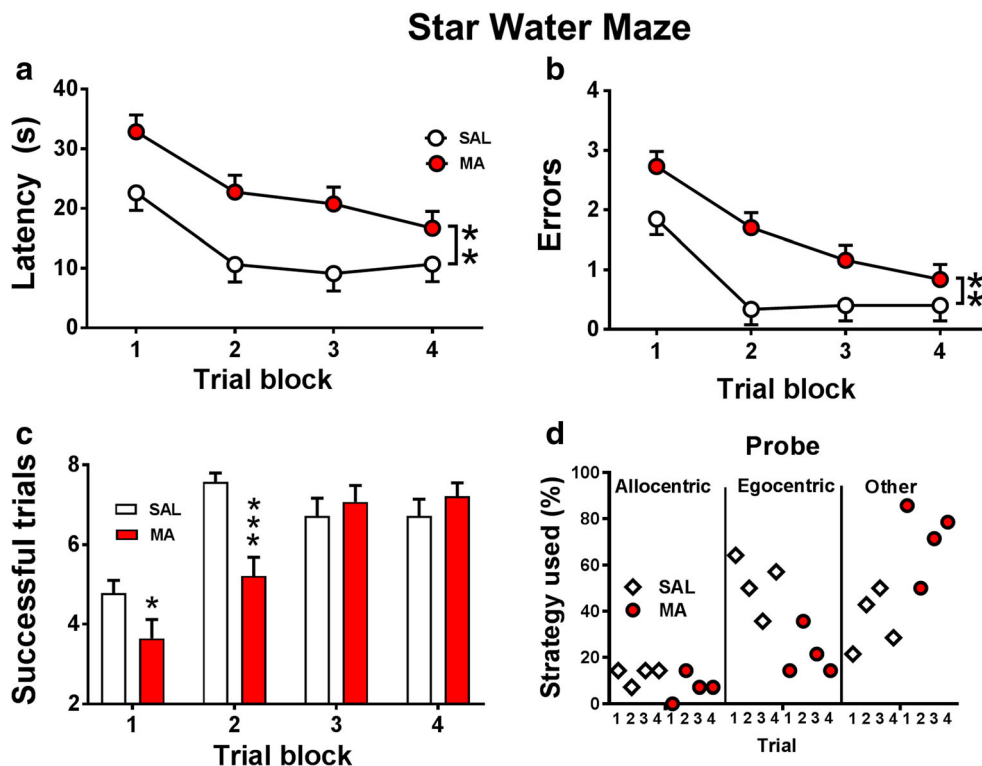 Star Water Maze
a
Latency (s)
40
30
20
10
0
SAL
MA
**
1 2 3 4
Trial block
b
Errors
4
3
2
1
0
**
1 2 3 4
Trial block
c
Successful trials
8
6
4
2
SAL
MA
*
***
1 2 3 4
Trial block
d
Probe
Strategy used (%)
100
80
60
40
20
0
Allocentric Egocentric Other
SAL
MA
1 2 3 4 1 2 3 4 1 2 3 4 1 2 3 4 1 2 3 4 1 2 3 4
Trial